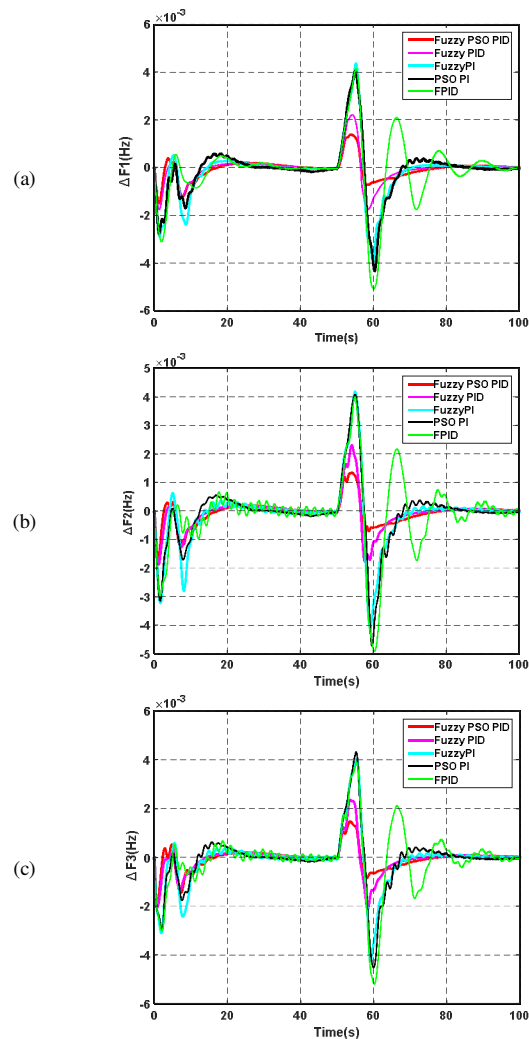 ×10⁻³
6
4
2
0
-2
-4
-6
Δ F1(Hz)
(a)
Fuzzy PSO PID
Fuzzy PID
FuzzyPI
PSO PI
FPID
0 20 40 60 80 100
Time(s)
×10⁻³
5
4
3
2
1
0
-1
-2
-3
-4
-5
ΔF2(Hz)
(b)
Fuzzy PSO PID
Fuzzy PID
FuzzyPI
PSO PI
FPID
0 20 40 60 80 100
Time(s)
×10⁻³
6
4
2
0
-2
-4
-6
Δ F3(Hz)
(c)
Fuzzy PSO PID
Fuzzy PID
FuzzyPI
PSO PI
FPID
0 20 40 60 80 100
Time(s)